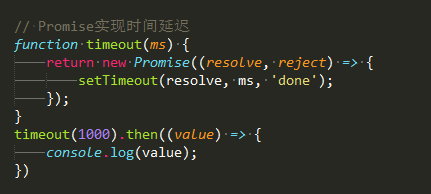 // Promise实现时间延迟
function timeout(ms) {
    return new Promise((resolve, reject) => {
        setTimeout(resolve, ms, 'done');
    });
}
timeout(1000).then((value) => {
    console.log(value);
})